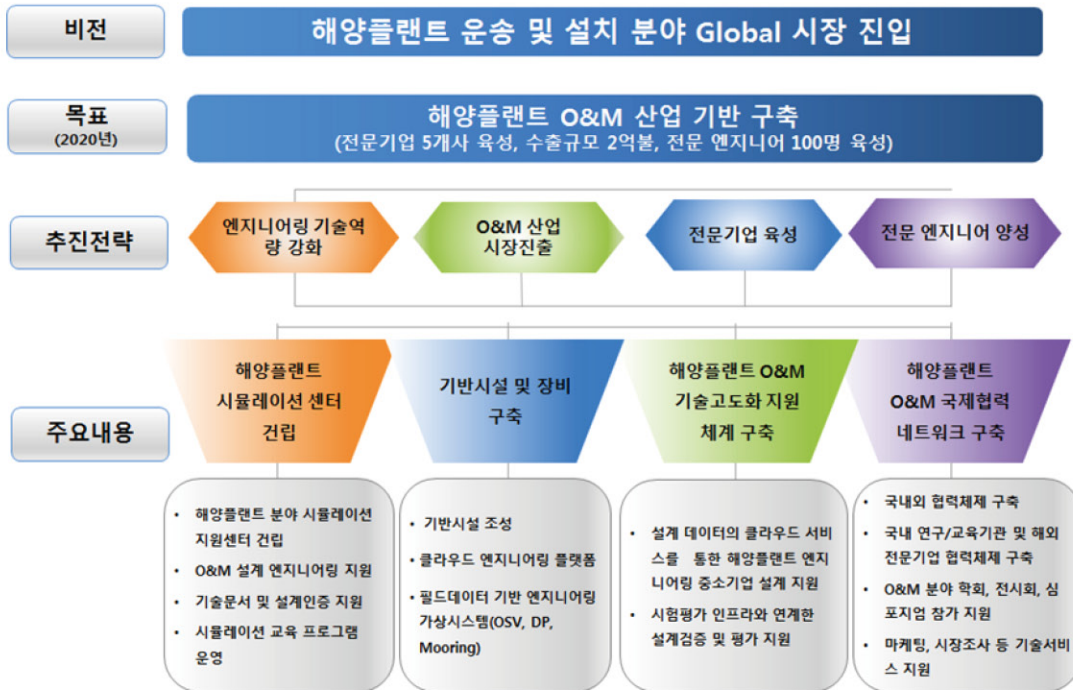 비전
해양플랜트 운송 및 설치 분야 Global 시장 진입
목표
(2020년)
해양플랜트 O&M 산업 기반 구축
(전문기업 5개사 육성, 수출규모 2억불, 전문 엔지니어 100명 육성)
추진전략
엔지니어링 기술역
량 강화
O&M 산업
시장진출
전문기업 육성
전문 엔지니어 양성
주요내용
해양플랜트
시뮬레이션 센터
건립
기반시설 및 장비
구축
해양플랜트 O&M
기술고도화 지원
체계 구축
해양플랜트
O&M 국제협력
네트워크 구축
• 해양플랜트 분야 시뮬레이션
지원센터 건립
• O&M 설계 엔지니어링 지원
• 기술문서 및 설계인증 지원
• 시뮬레이션 교육 프로그램
운영
• 기반시설 조성
• 클라우드 엔지니어링 플랫폼
• 필드데이터 기반 엔지니어링
가상시스템(OSV, DP,
Mooring)
• 설계 데이터의 클라우드 서비
스를 통한 해양플랜트 엔지
니어링 중소기업 설계 지원
• 시험평가 인프라와 연계한
설계검증 및 평가 지원
• 국내외 협력체제 구축
• 국내 연구/교육기관 및 해외
전문기업 협력체제 구축
• O&M 분야 학회, 전시회, 심
포지엄 참가 지원
• 마케팅, 시장조사 등 기술서비
스 지원